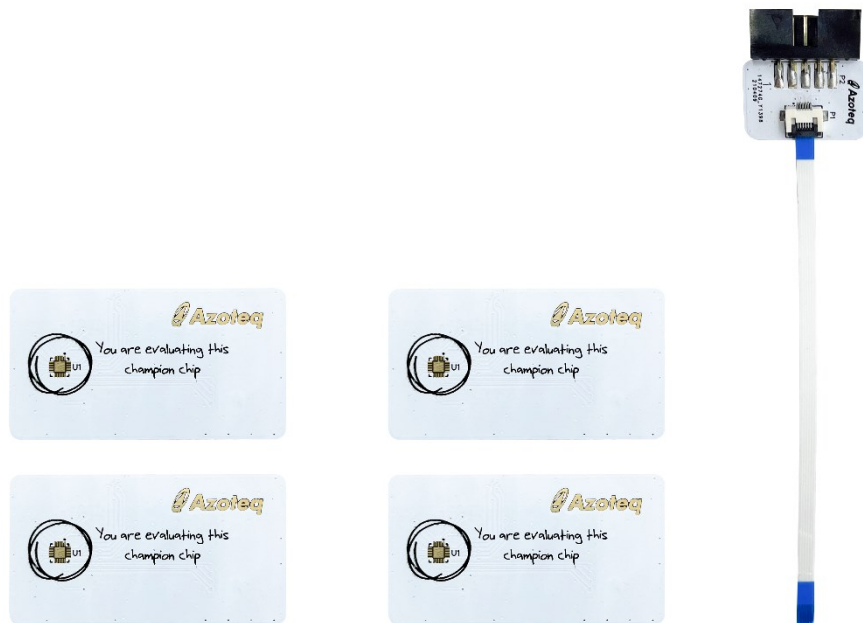 Azoteq
You are evaluating this
champion chip
U1
Azoteq
You are evaluating this
champion chip
U1
Azoteq
You are evaluating this
champion chip
U1
Azoteq
You are evaluating this
champion chip
U1
P2
Azoteq
P1